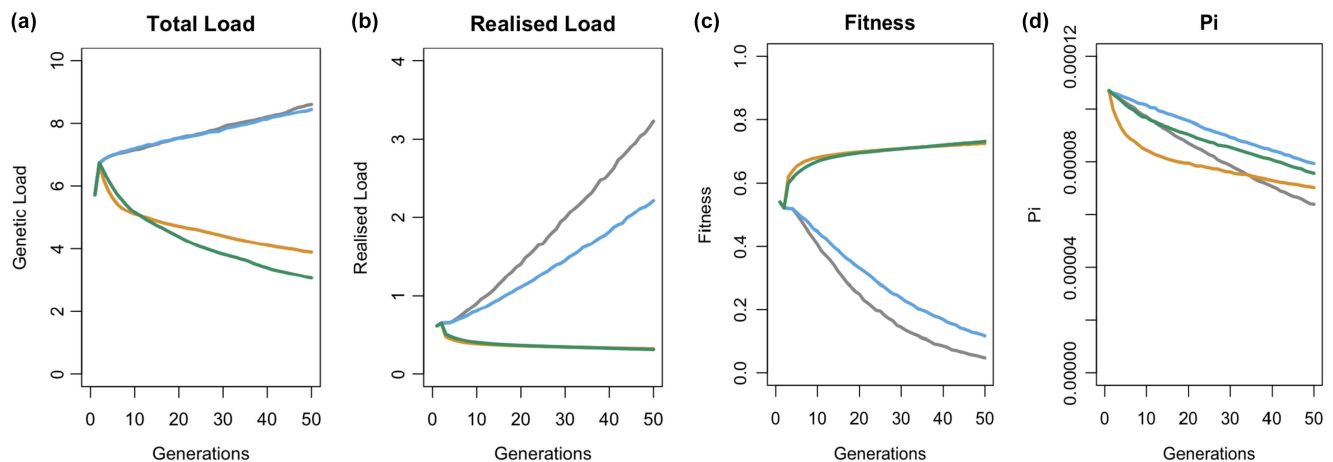 (a) Total Load
Genetic Load
10
8
6
4
2
0
0 10 20 30 40 50
Generations
(b) Realised Load
Realised Load
4
3
2
1
0
0 10 20 30 40 50
Generations
(c) Fitness
Fitness
1.0
0.8
0.6
0.4
0.2
0.0
0 10 20 30 40 50
Generations
(d) Pi
Pi
0.00012
0.00008
0.00004
0.00000
0 10 20 30 40 50
Generations